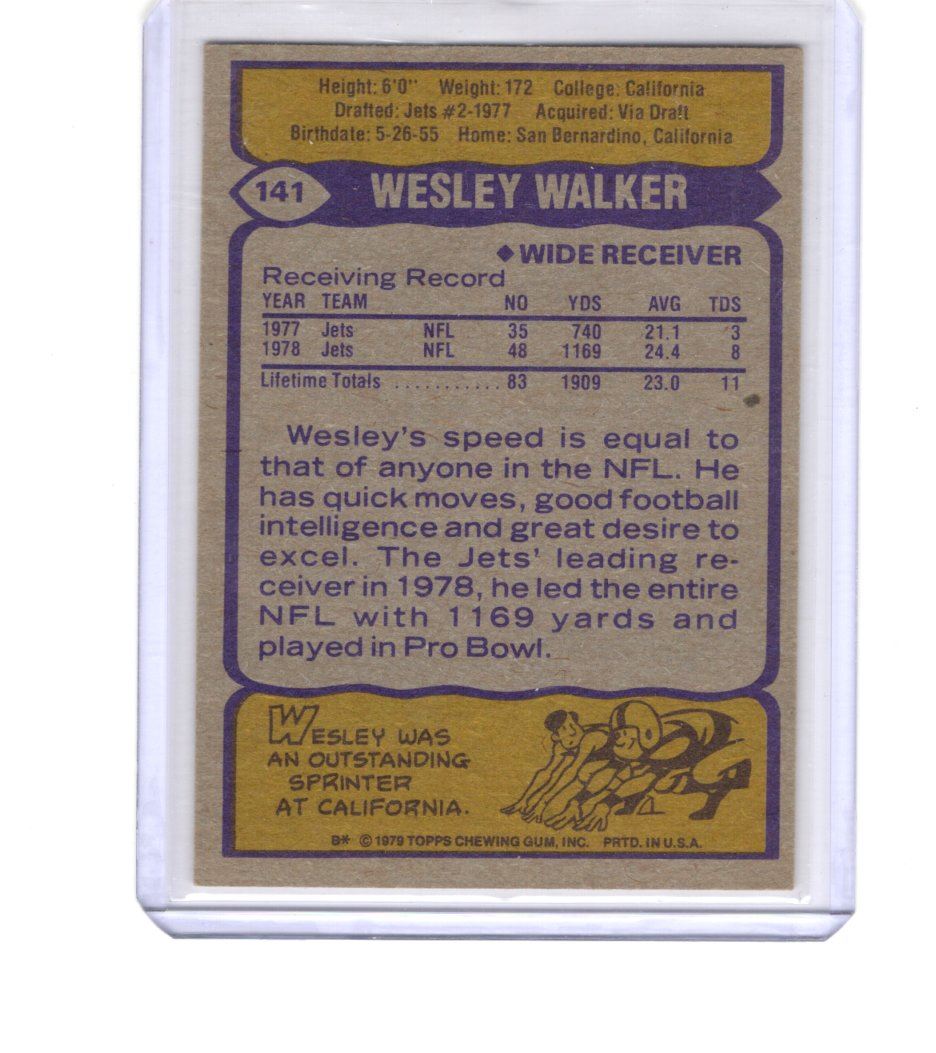 Height: 6'0" Weight: 172 College: California
Drafted: Jets #2-1977 Acquired: Via Draft
Birthdate: 5-26-55 Home: San Bernardino, California
141 WESLEY WALKER
◆ WIDE RECEIVER
Receiving Record
YEAR TEAM NO YDS AVG TDS
1977 Jets NFL 35 740 21.1 3
1978 Jets NFL 48 1169 24.4 8
Lifetime Totals ........... 83 1909 23.0 11
Wesley's speed is equal to
that of anyone in the NFL. He
has quick moves, good football
intelligence and great desire to
excel. The Jets' leading re-
ceiver in 1978, he led the entire
NFL with 1169 yards and
played in Pro Bowl.
WESLEY WAS
AN OUTSTANDING
SPRINTER
AT CALIFORNIA.
B* © 1979 TOPPS CHEWING GUM, INC. PRTD. IN U.S.A.